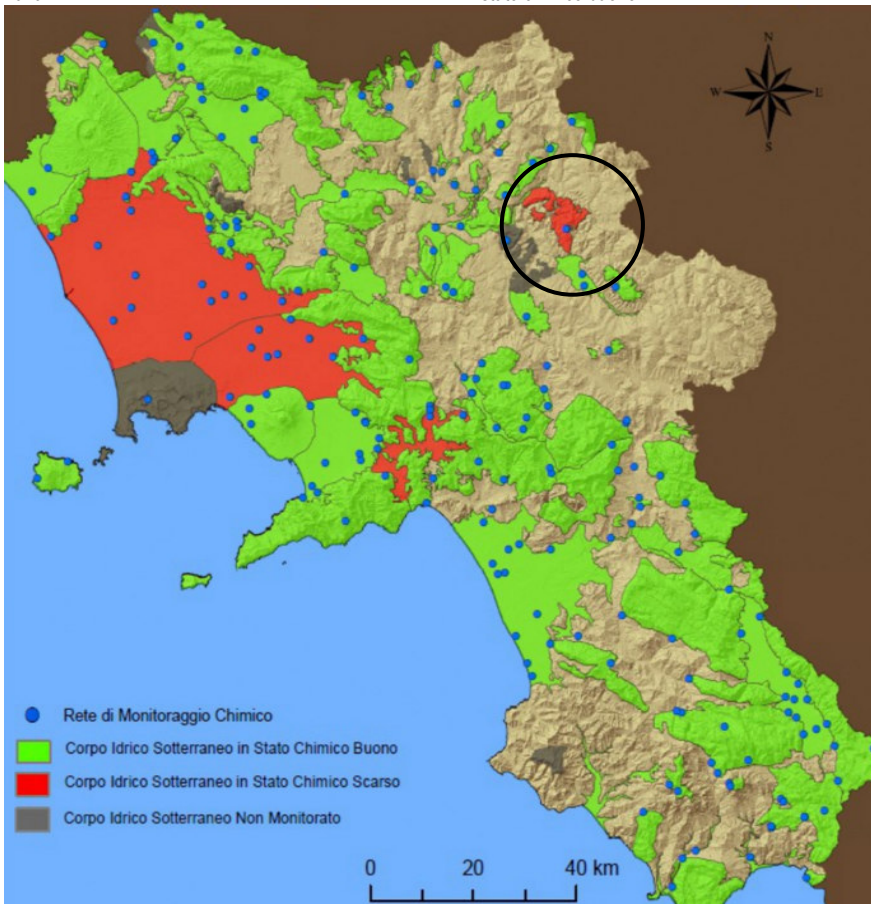 N
W E
S
Rete di Monitoraggio Chimico
Corpo Idrico Sotterraneo in Stato Chimico Buono
Corpo Idrico Sotterraneo in Stato Chimico Scarso
Corpo Idrico Sotterraneo Non Monitorato
0 20 40 km